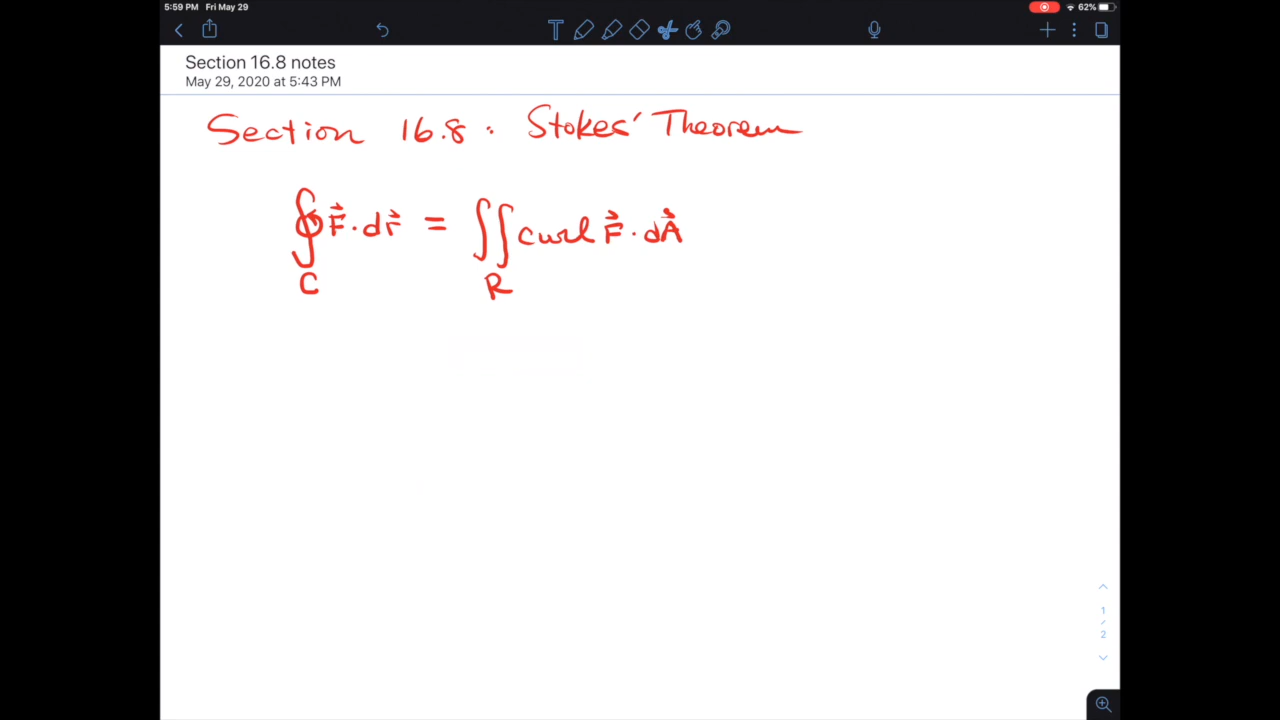 5:59 PM Fri May 29
62%
Section 16.8 notes
May 29, 2020 at 5:43 PM
Section 16.8 : Stokes' Theorem
∮ F⃗ · dr⃗ = ∬ curl F⃗ · dA⃗
C R
1
/
2